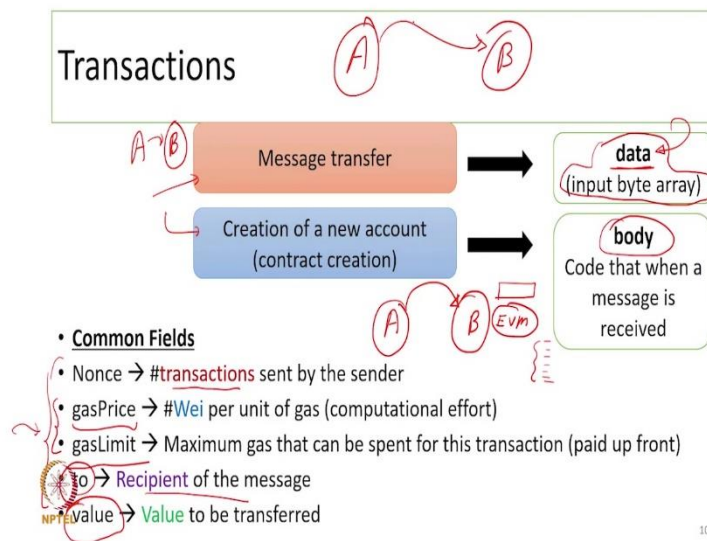 Transactions
A B
A → B
Message transfer
data
(input byte array)
Creation of a new account
(contract creation)
body
Code that when a
message is
received
A B EVM
• Common Fields
• Nonce → #transactions sent by the sender
• gasPrice → #Wei per unit of gas (computational effort)
• gasLimit → Maximum gas that can be spent for this transaction (paid up front)
to → Recipient of the message
value → Value to be transferred
NPTEL
10